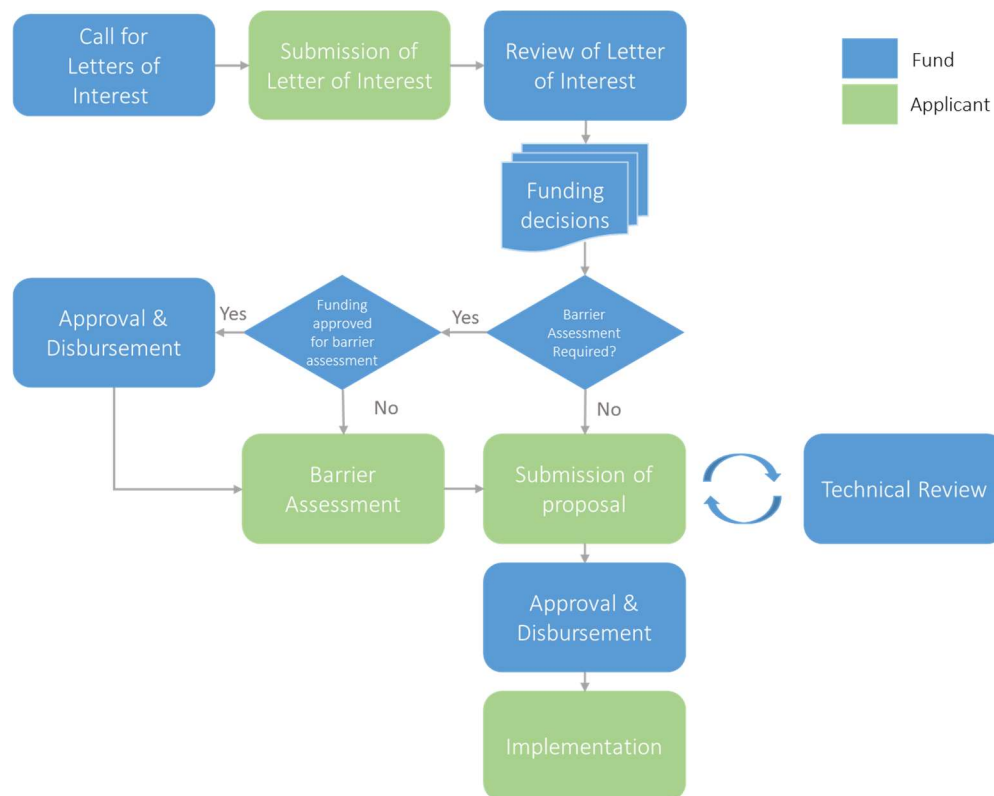 Call for
Letters of
Interest
Submission of
Letter of Interest
Review of Letter
of Interest
Fund
Applicant
Funding
decisions
Approval &
Disbursement
Yes
Funding
approved
for barrier
assessment
Yes
Barrier
Assessment
Required?
No
No
Barrier
Assessment
Submission of
proposal
Technical Review
Approval &
Disbursement
Implementation